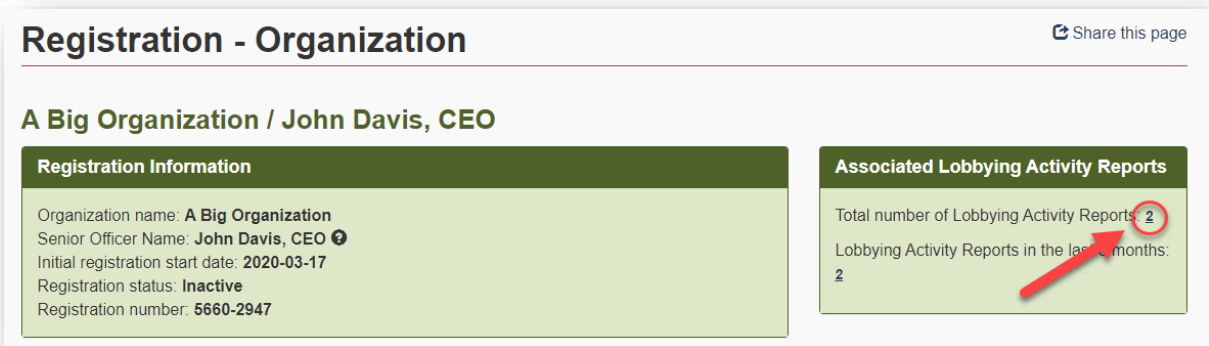 Registration - Organization
Share this page
A Big Organization / John Davis, CEO
Registration Information
Organization name: A Big Organization
Senior Officer Name: John Davis, CEO
Initial registration start date: 2020-03-17
Registration status: Inactive
Registration number: 5660-2947
Associated Lobbying Activity Reports
Total number of Lobbying Activity Reports: 2
Lobbying Activity Reports in the months:
2